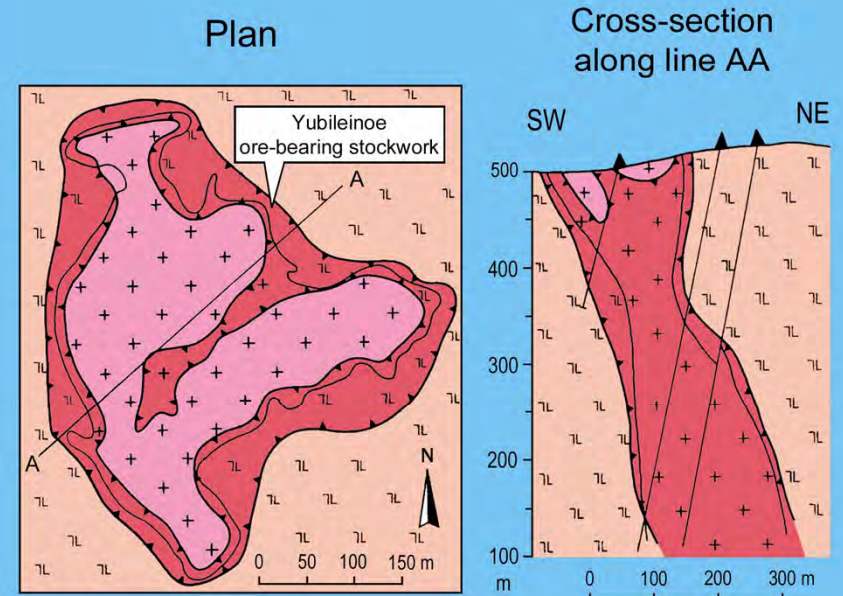 Plan
Cross-section
along line AA
Yubileinoe
ore-bearing stockwork
A
A
N
0 50 100 150 m
SW
NE
500
400
300
200
100
m
0 100 200 300 m